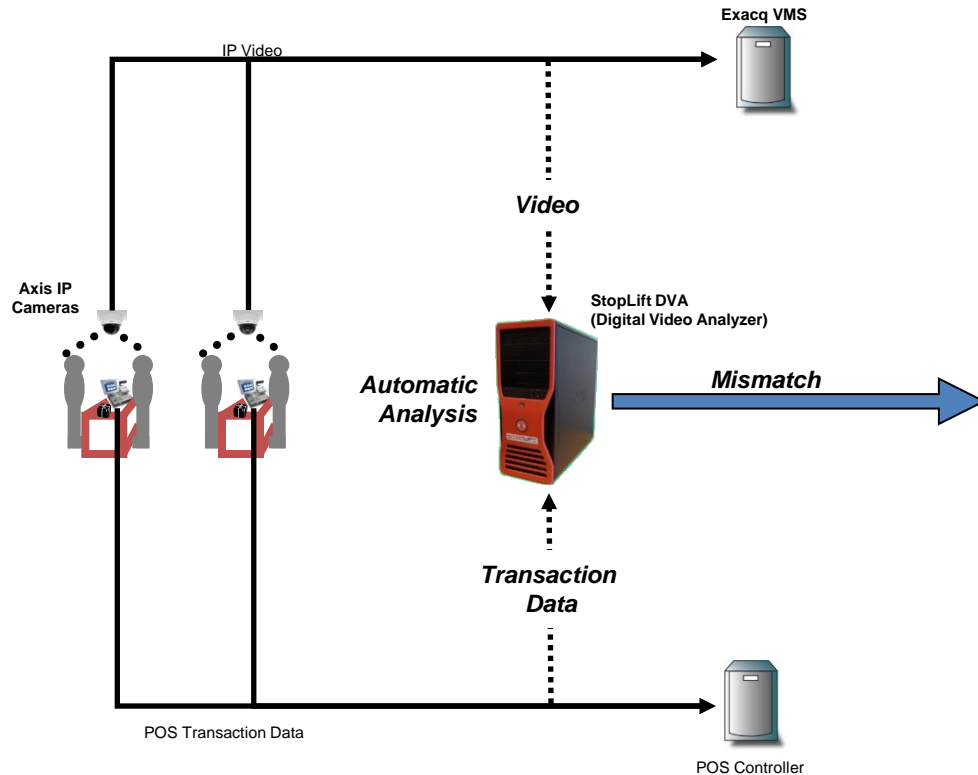 Exacq VMS
IP Video
Video
Axis IP
Cameras
StopLift DVA
(Digital Video Analyzer)
Automatic
Analysis
Mismatch
Transaction
Data
POS Transaction Data
POS Controller